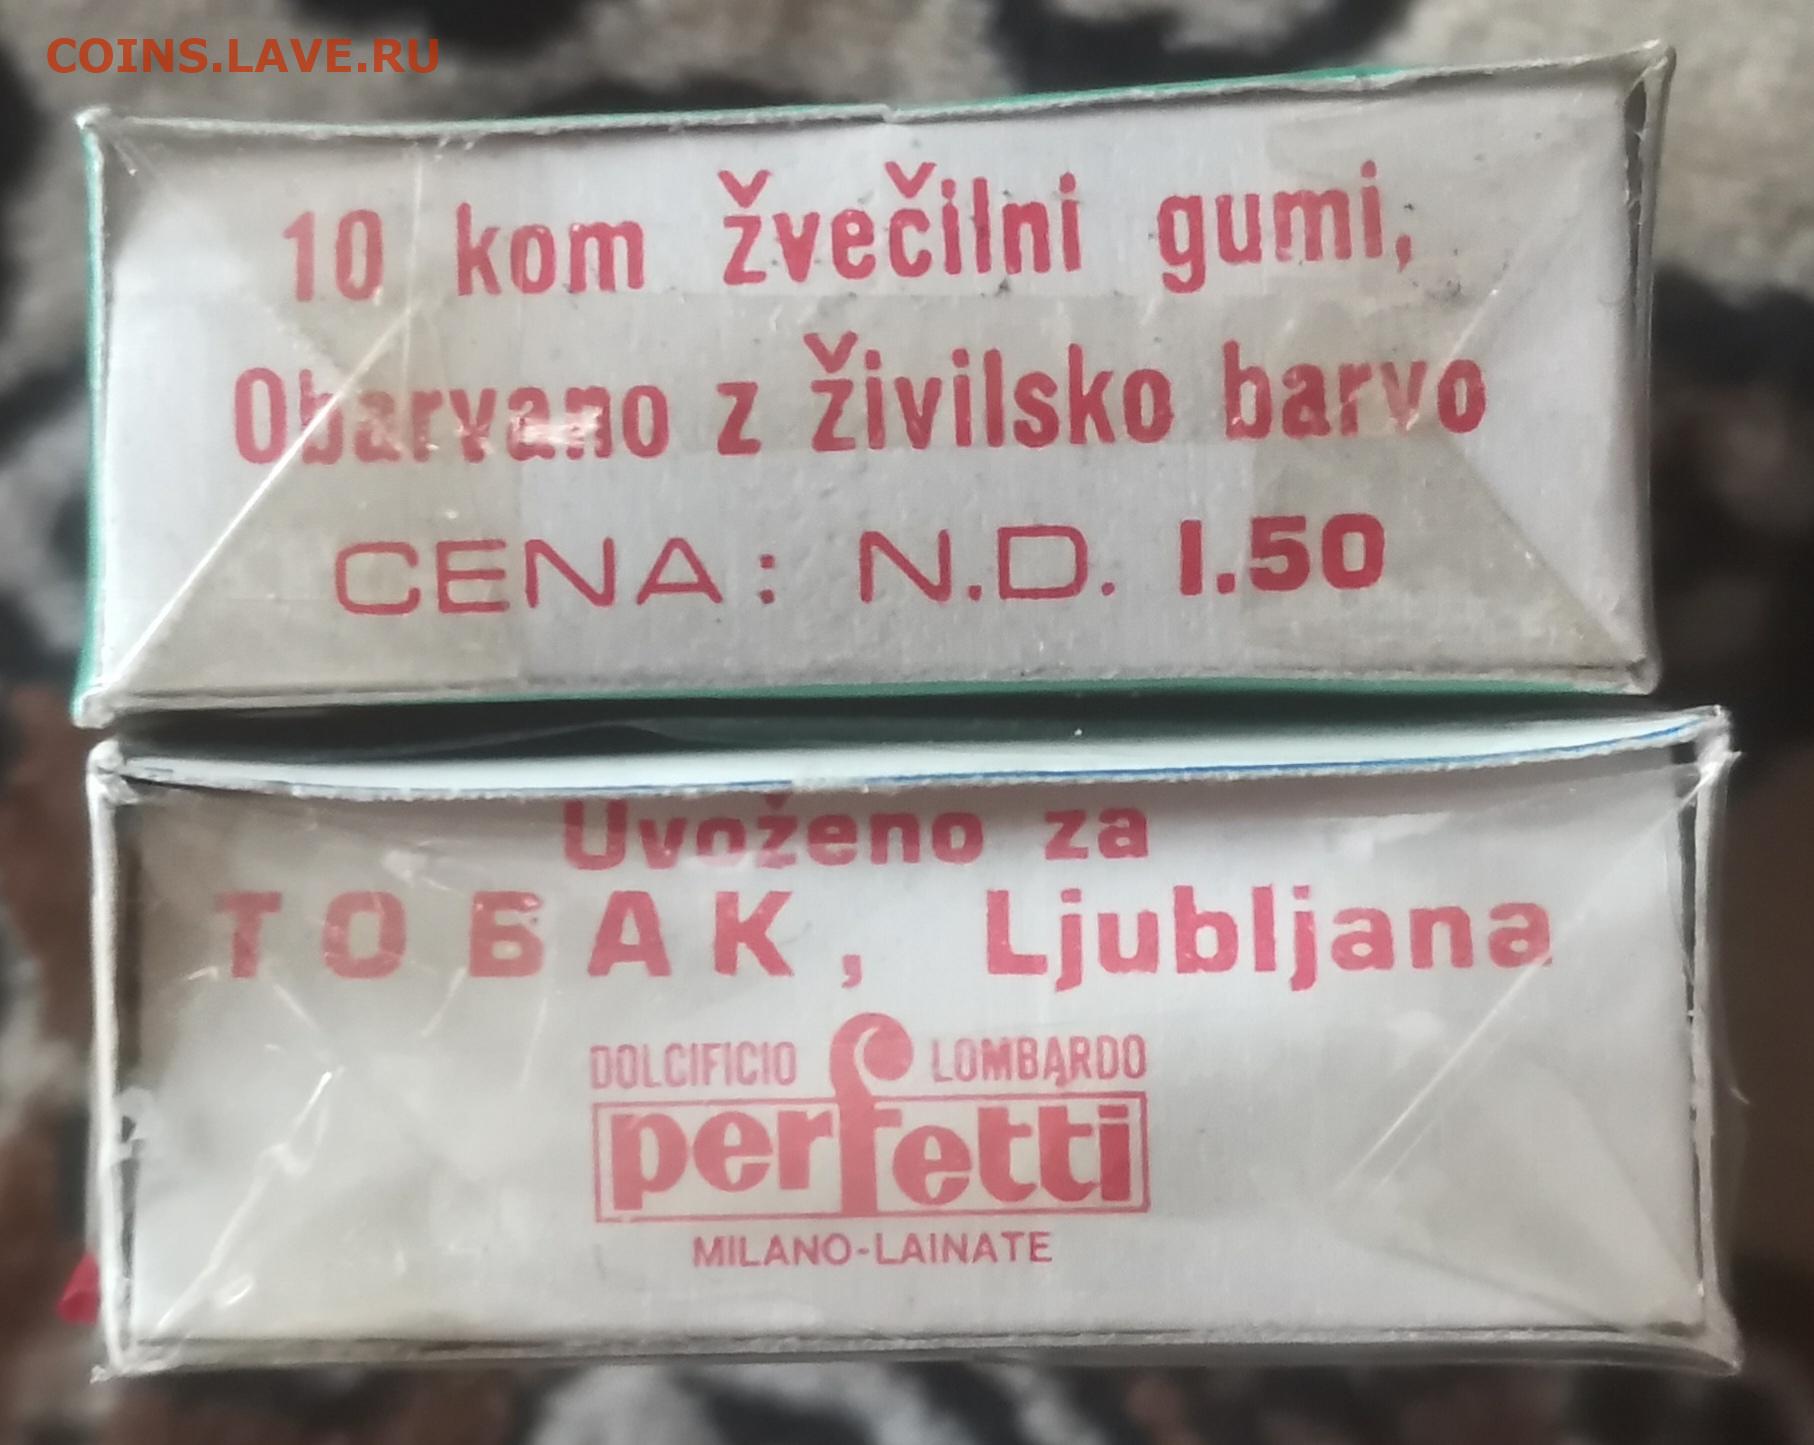 COINS.LAVE.RU
10 kom žvečilni gumi,
Obarvano z živilsko barvo
CENA: N.D. 1.50
Uvoženo za
ТОБАК, Ljubljana
DOLCIFICIO LOMBARDO
perfetti
MILANO-LAINATE